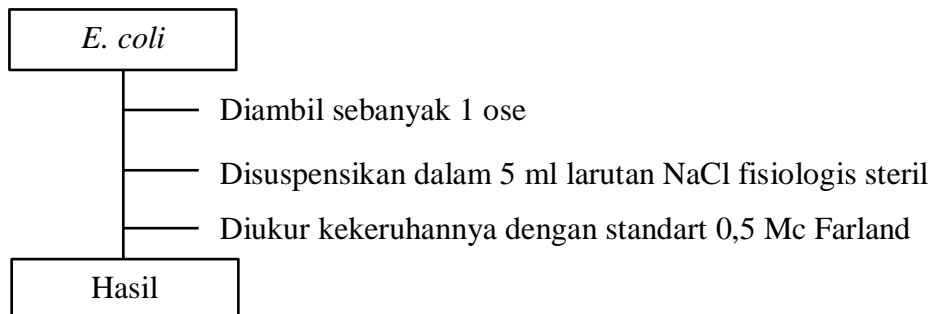 E. coli
Diambil sebanyak 1 ose
Disuspensikan dalam 5 ml larutan NaCl fisiologis steril
Diukur kekeruhannya dengan standart 0,5 Mc Farland
Hasil